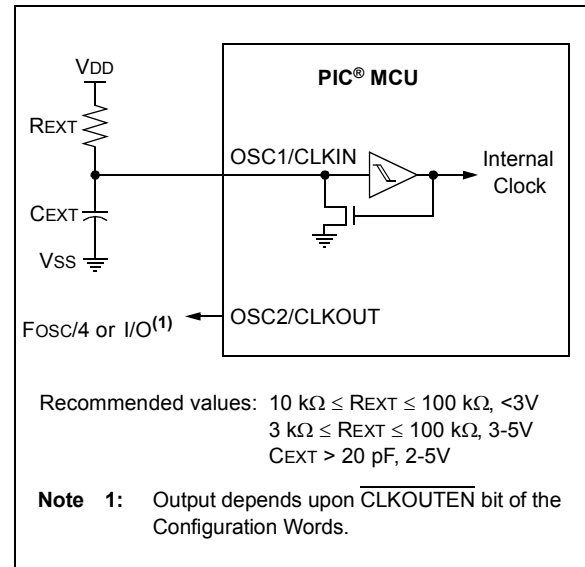 VDD
PIC® MCU
REXT
OSC1/CLKIN
Internal
Clock
CEXT
VSS
OSC2/CLKOUT
FOSC/4 or I/O(1)
Recommended values: 10 kΩ ≤ REXT ≤ 100 kΩ, <3V
3 kΩ ≤ REXT ≤ 100 kΩ, 3-5V
CEXT > 20 pF, 2-5V
Note 1: Output depends upon CLKOUTEN bit of the
Configuration Words.